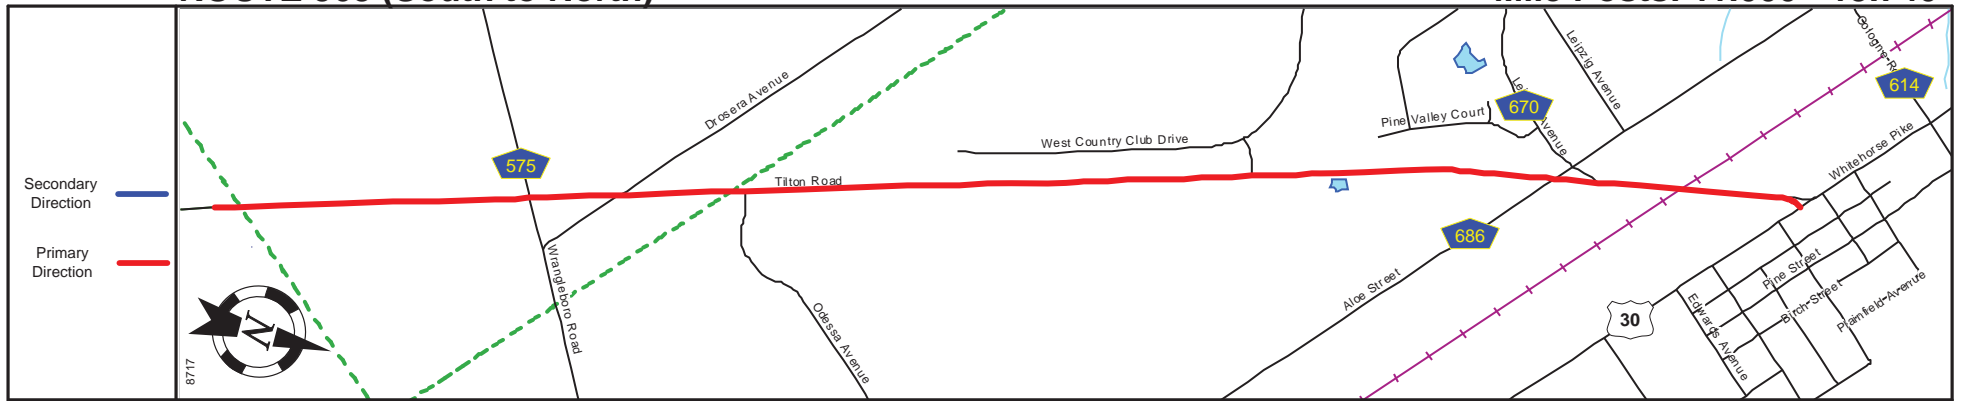 Secondary
Direction
Primary
Direction
8717
N
575
Drosera Avenue
Wrangleboro Road
Tilton Road
Odessa Avenue
West Country Club Drive
Pine Valley Court
670
Avenue
Leipzig Avenue
614
Whitehorse Pike
686
Aloe Street
30
Edwards Avenue
Pine Street
Birch Street
Plainfield Avenue